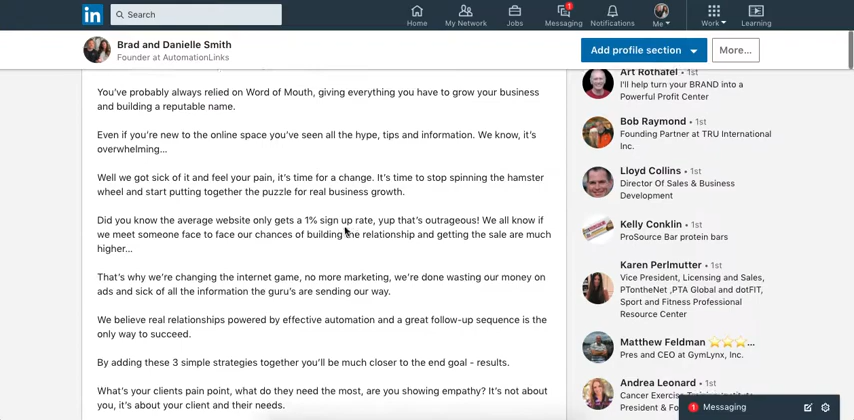 in
Search
Home
My Network
Jobs
1
Messaging
Notifications
Me
Work
Learning
Brad and Danielle Smith
Founder at AutomationLinks
Add profile section
More...
You've probably always relied on Word of Mouth, giving everything you have to grow your business
and building a reputable name.
Even if you're new to the online space you've seen all the hype, tips and information. We know, it's
overwhelming...
Well we got sick of it and feel your pain, it's time for a change. It's time to stop spinning the hamster
wheel and start putting together the puzzle for real business growth.
Did you know the average website only gets a 1% sign up rate, yup that's outrageous! We all know if
we meet someone face to face our chances of building the relationship and getting the sale are much
higher...
That's why we're changing the internet game, no more marketing, we're done wasting our money on
ads and sick of all the information the guru's are sending our way.
We believe real relationships powered by effective automation and a great follow-up sequence is the
only way to succeed.
By adding these 3 simple strategies together you'll be much closer to the end goal - results.
What's your clients pain point, what do they need the most, are you showing empathy? It's not about
you, it's about your client and their needs.
Art Rothafel • 1st
I'll help turn your BRAND into a
Powerful Profit Center
Bob Raymond • 1st
Founding Partner at TRU International
Inc.
Lloyd Collins • 1st
Director Of Sales & Business
Development
Kelly Conklin • 1st
ProSource Bar protein bars
Karen Perlmutter • 1st
Vice President, Licensing and Sales,
PTontheNet ,PTA Global and dotFIT,
Sport and Fitness Professional
Resource Center
Matthew Feldman ⭐⭐⭐...
Pres and CEO at GymLynx, Inc.
Andrea Leonard • 1st
Cancer Exercise
President & Fo
1 Messaging